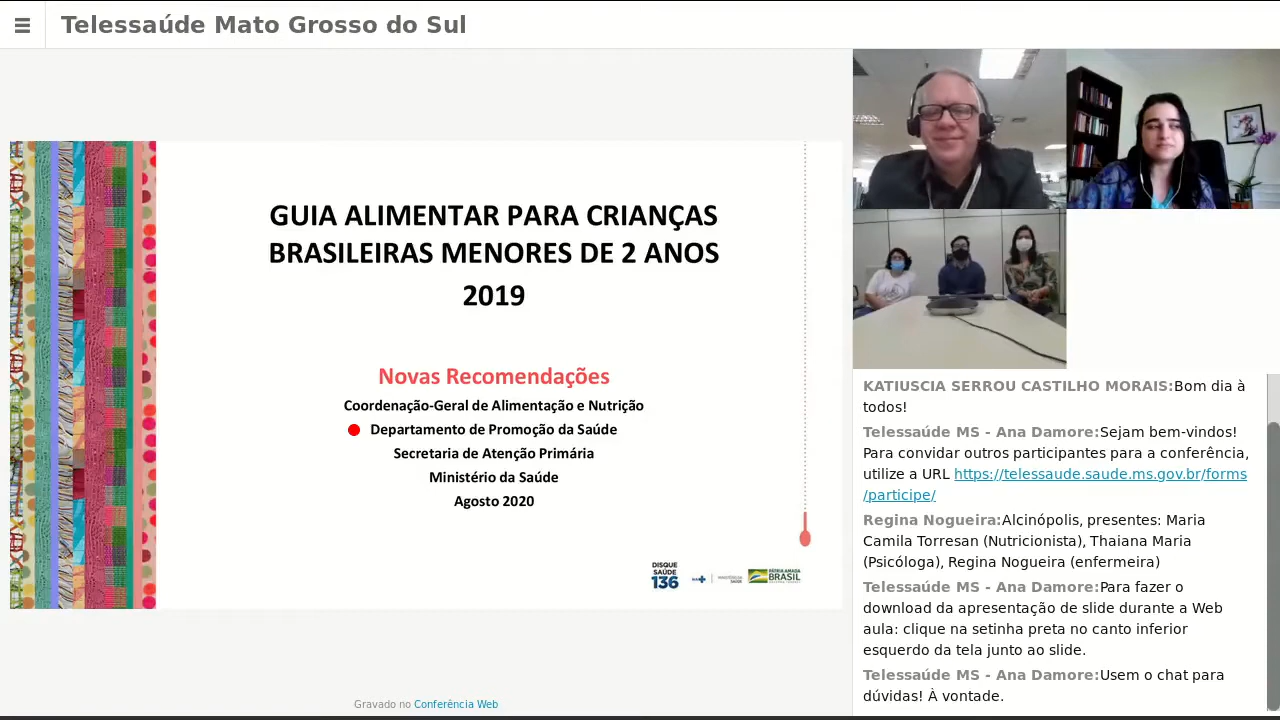 Telessaúde Mato Grosso do Sul
GUIA ALIMENTAR PARA CRIANÇAS
BRASILEIRAS MENORES DE 2 ANOS
2019
Novas Recomendações
Coordenação-Geral de Alimentação e Nutrição
Departamento de Promoção da Saúde
Secretaria de Atenção Primária
Ministério da Saúde
Agosto 2020
DISQUE
SAÚDE
136
PÁTRIA AMADA
BRASIL
Gravado no Conferência Web
KATIUSCIA SERROU CASTILHO MORAIS:Bom dia à
todos!
Telessaúde MS - Ana Damore:Sejam bem-vindos!
Para convidar outros participantes para a conferência,
utilize a URL https://telessaude.saude.ms.gov.br/forms
/participe/
Regina Nogueira:Alcinópolis, presentes: Maria
Camila Torresan (Nutricionista), Thaiana Maria
(Psicóloga), Regina Nogueira (enfermeira)
Telessaúde MS - Ana Damore:Para fazer o
download da apresentação de slide durante a Web
aula: clique na setinha preta no canto inferior
esquerdo da tela junto ao slide.
Telessaúde MS - Ana Damore:Usem o chat para
dúvidas! À vontade.